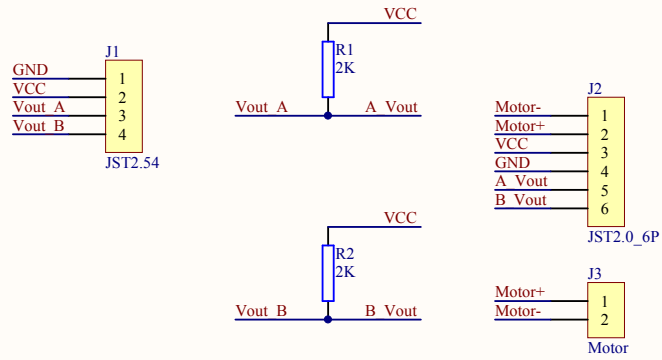 J1
GND 1
VCC 2
Vout_A 3
Vout_B 4
JST2.54
VCC
R1
2K
Vout_A A_Vout
VCC
R2
2K
Vout_B B_Vout
J2
Motor- 1
Motor+ 2
VCC 3
GND 4
A_Vout 5
B_Vout 6
JST2.0_6P
J3
Motor+ 1
Motor- 2
Motor